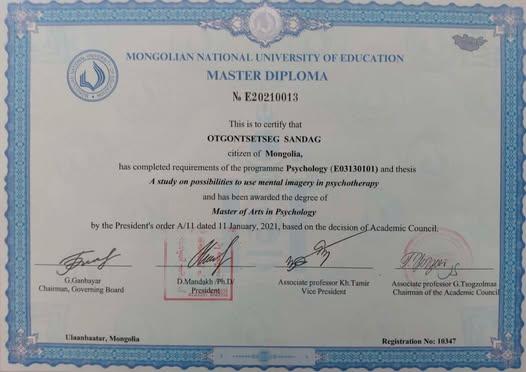 MONGOLIAN NATIONAL UNIVERSITY OF EDUCATION
MASTER DIPLOMA
№ E20210013
This is to certify that
OTGONTSETSEG SANDAG
citizen of Mongolia,
has completed requirements of the programme Psychology (E03130101) and thesis
A study on possibilities to use mental imagery in psychotherapy
and has been awarded the degree of
Master of Arts in Psychology
by the President's order A/11 dated 11 January, 2021, based on the decision of Academic Council.
G.Ganbayar
Chairman, Governing Board
D.Mandakh /Ph.D/
President
Associate professor Kh.Tamir
Vice President
Associate professor G.Tsogzolmaa
Chairman of the Academic Council
Ulaanbaatar, Mongolia
Registration No: 10347